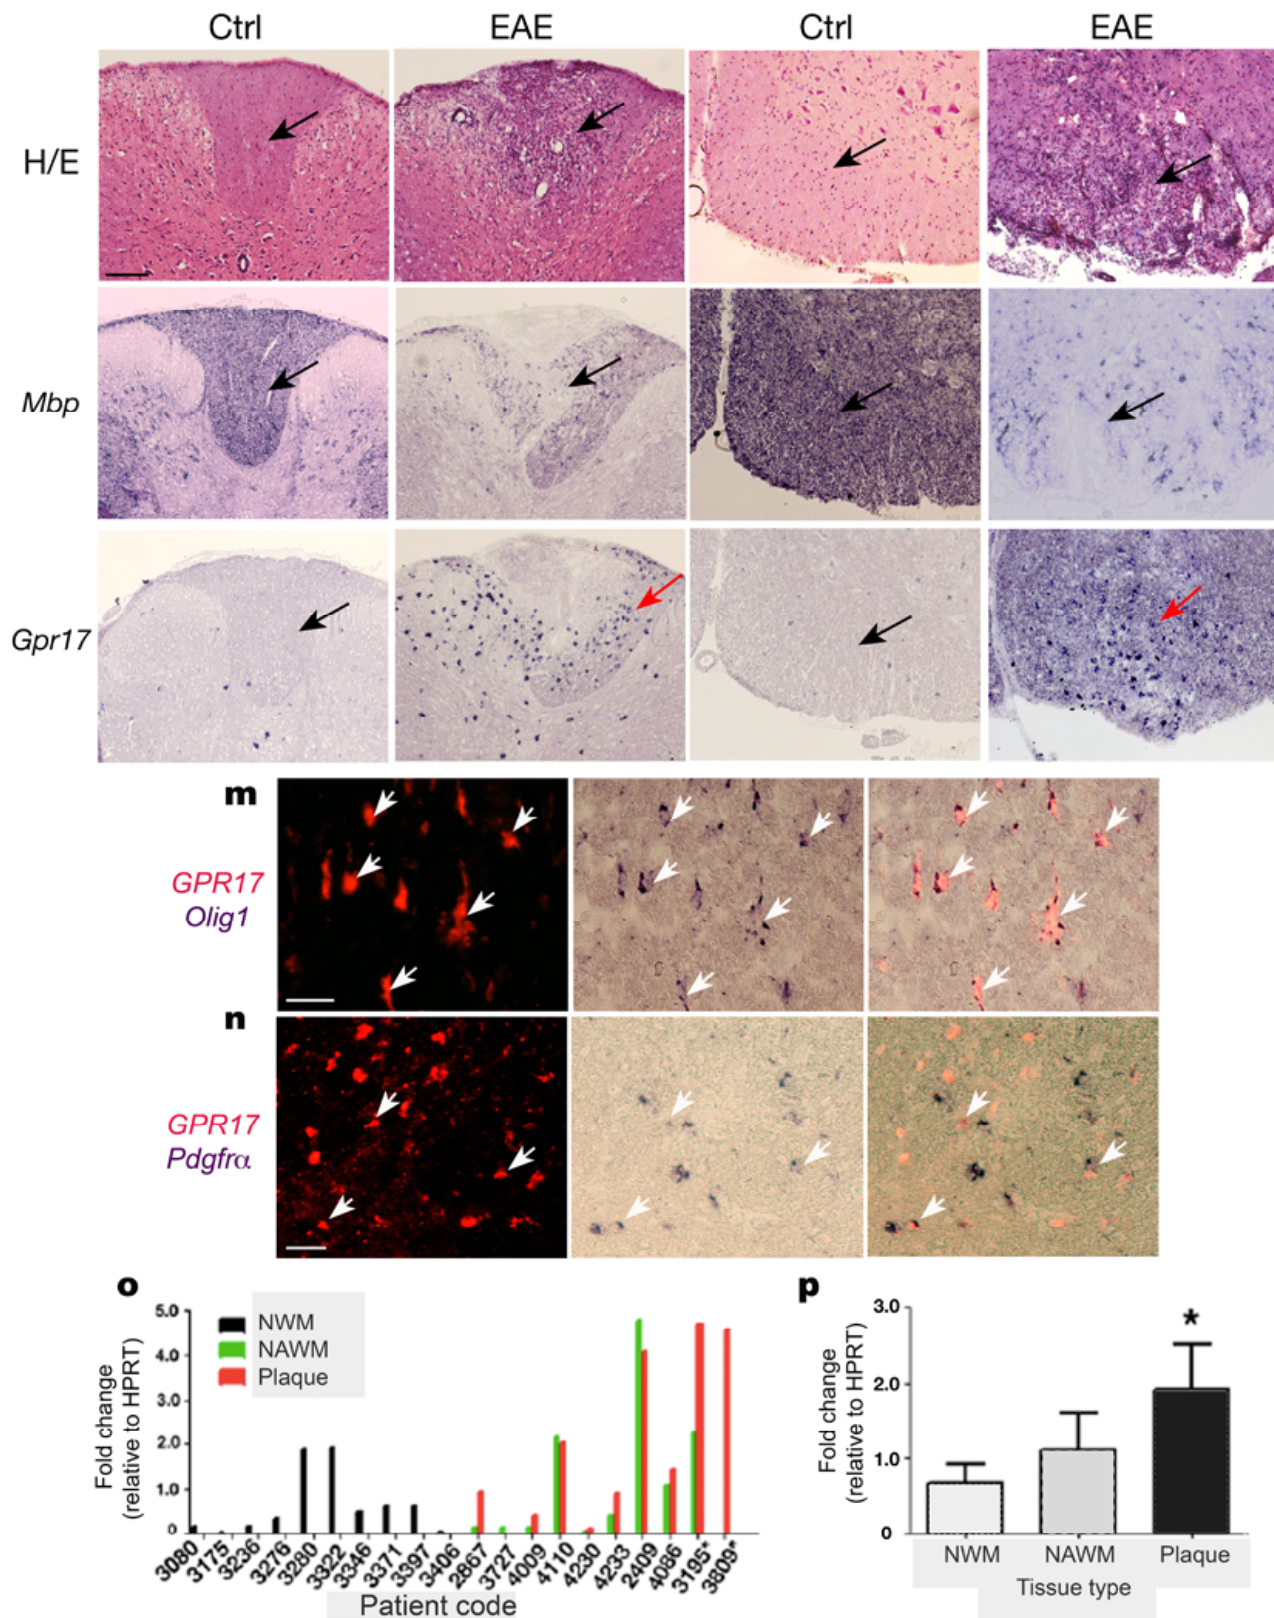 Ctrl EAE Ctrl EAE
H/E
Mbp
Gpr17
m
GPR17
Olig1
n
GPR17
Pdgfrα
o
5.0
4.0
3.0
2.0
1.0
0
Fold change
(relative to HPRT)
NWM
NAWM
Plaque
3080 3175 3236 3276 3280 3322 3346 3371 3397 3406 2867 3727 4009 4110 4230 4233 2409 4086 3195* 3809*
Patient code
p
3.0
2.0
1.0
0
Fold change
(relative to HPRT)
*
NWM NAWM Plaque
Tissue type